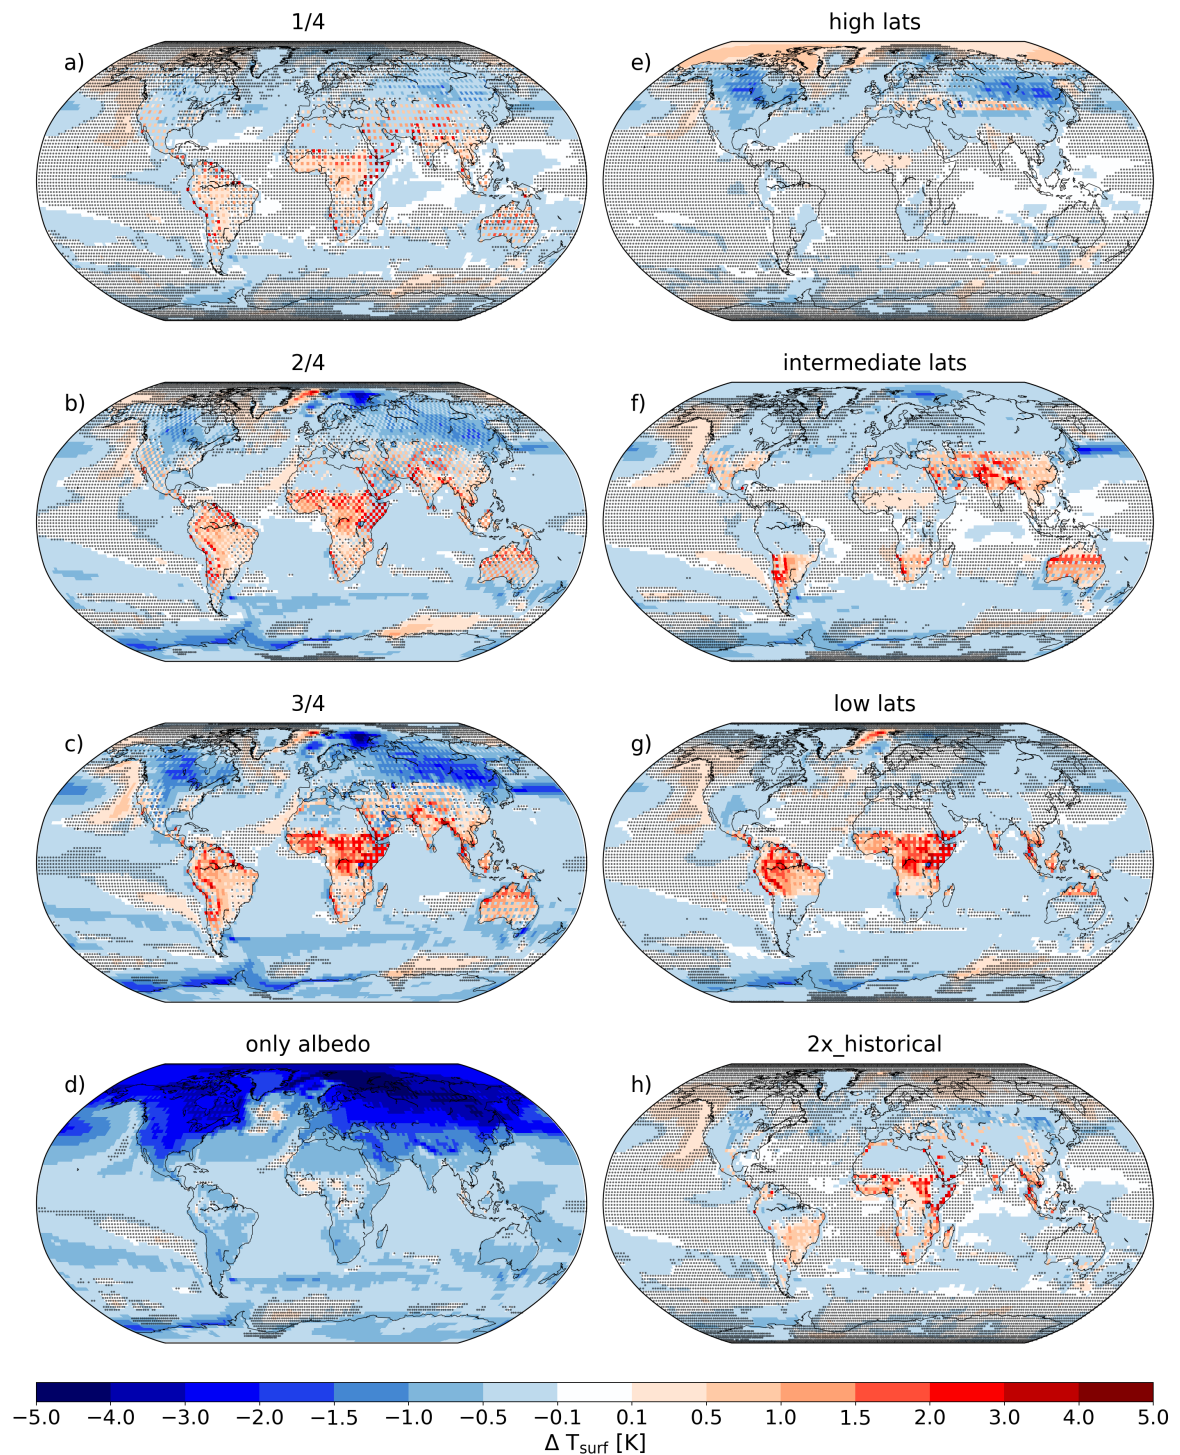 1/4
high lats
a)
e)
2/4
intermediate lats
b)
f)
3/4
low lats
c)
g)
only albedo
2x_historical
d)
h)
−5.0 −4.0 −3.0 −2.0 −1.5 −1.0 −0.5 −0.1 0.1 0.5 1.0 1.5 2.0 3.0 4.0 5.0
Δ Tsurf [K]